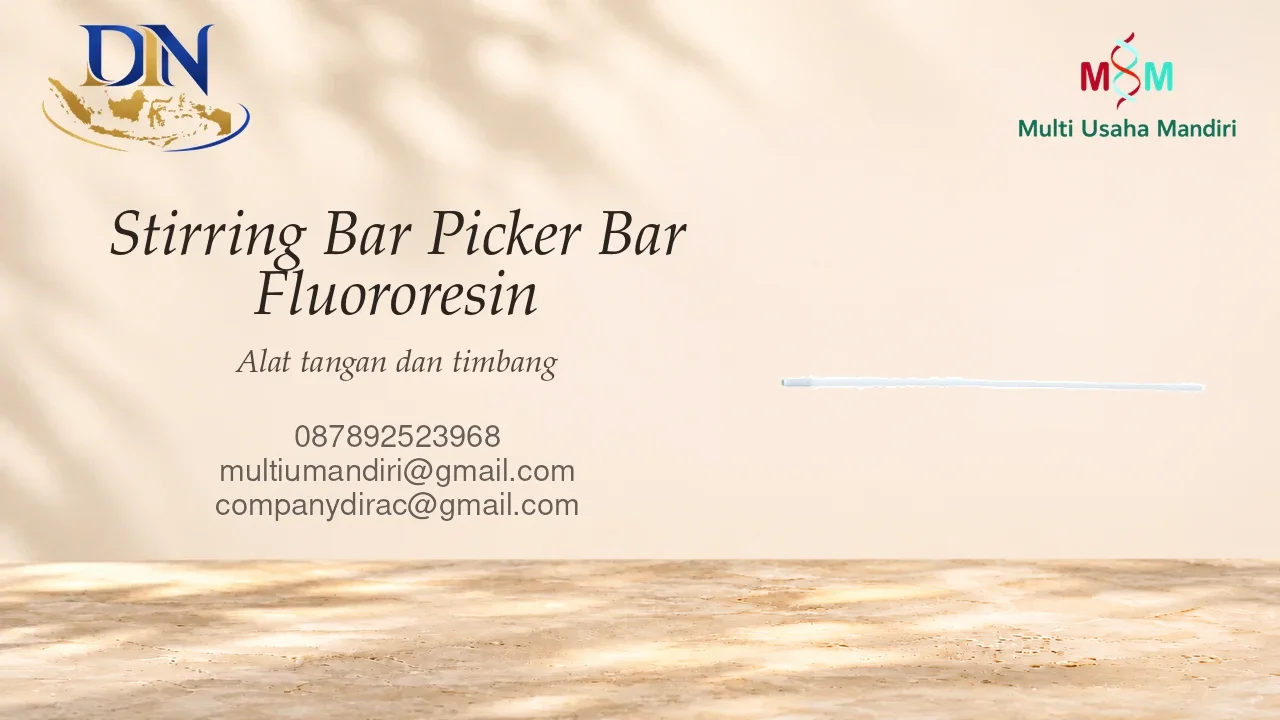 DIN
M M
Multi Usaha Mandiri
Stirring Bar Picker Bar
Fluororesin
Alat tangan dan timbang
087892523968
multiumandiri@gmail.com
companydirac@gmail.com